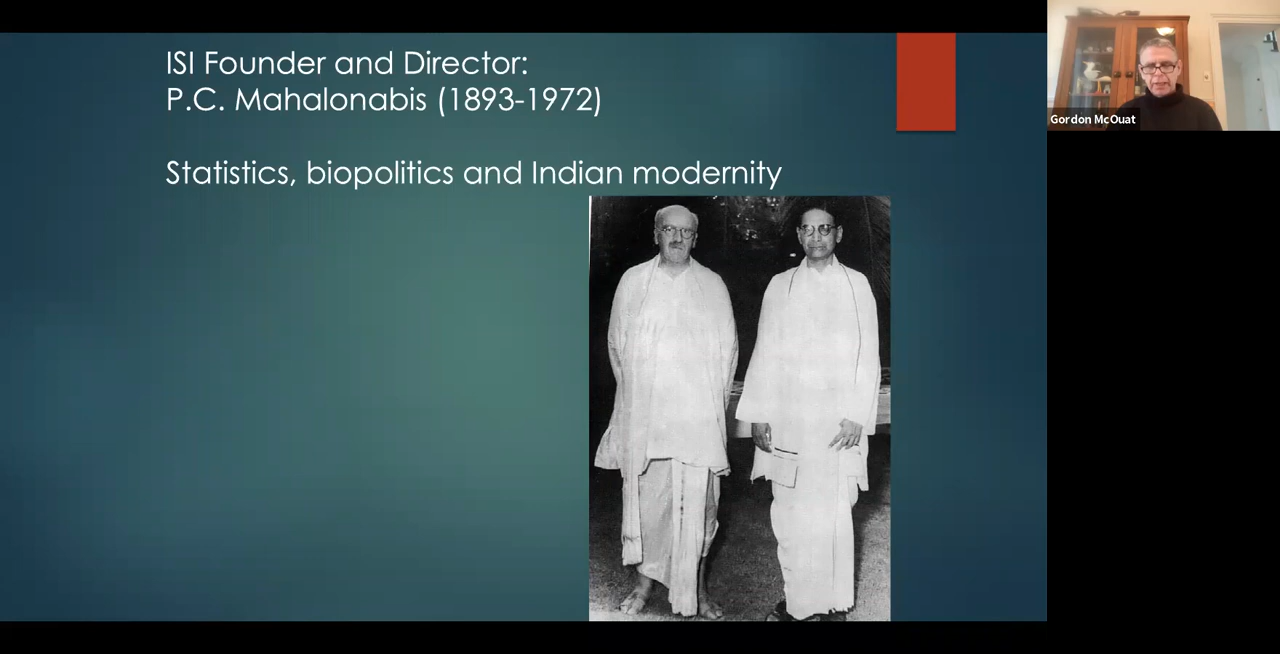 ISI Founder and Director:
P.C. Mahalonabis (1893-1972)
Statistics, biopolitics and Indian modernity
Gordon McOuat